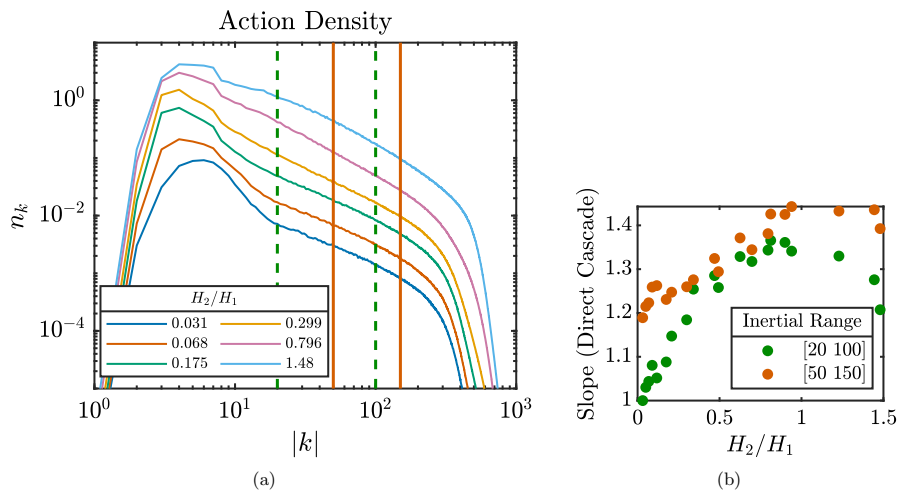 Action Density
10^0
10^{-2}
10^{-4}
n_k
H_2/H_1
0.031 0.299
0.068 0.796
0.175 1.48
10^0 10^1 10^2 10^3
|k|
(a)
Slope (Direct Cascade)
1.4
1.3
1.2
1.1
1
Inertial Range
[20 100]
[50 150]
0 0.5 1 1.5
H_2/H_1
(b)